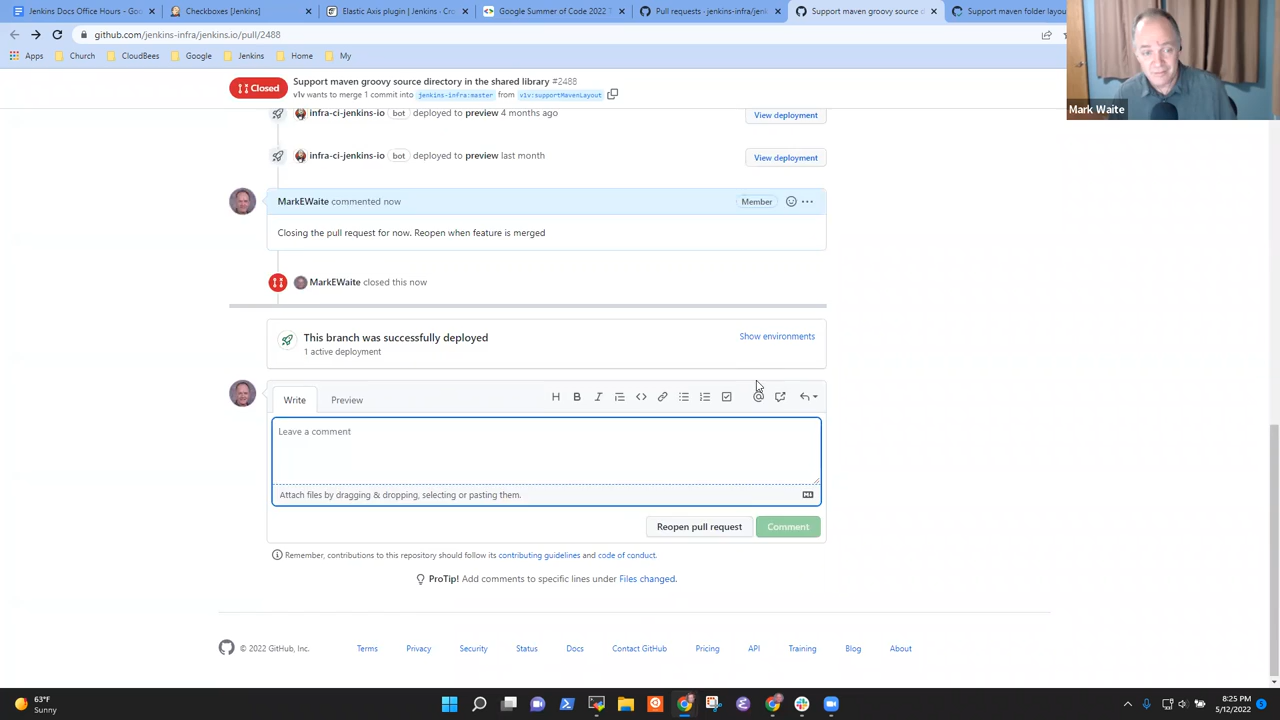 Jenkins Docs Office Hours - Goo
Checkboxes [Jenkins]
Elastic Axis plugin | Jenkins - Cro
Google Summer of Code 2022 T
Pull requests · jenkins-infra/jenk
Support maven groovy source d
Support maven folder layou
github.com/jenkins-infra/jenkins.io/pull/2488
Apps
Church
CloudBees
Google
Jenkins
Home
My
Mark Waite
Closed
Support maven groovy source directory in the shared library #2488
v1v wants to merge 1 commit into jenkins-infra:master from v1v:supportMavenLayout
infra-ci-jenkins-io bot deployed to preview 4 months ago
View deployment
infra-ci-jenkins-io bot deployed to preview last month
View deployment
MarkEWaite commented now
Member
Closing the pull request for now. Reopen when feature is merged
MarkEWaite closed this now
This branch was successfully deployed
1 active deployment
Show environments
Write
Preview
Leave a comment
Attach files by dragging & dropping, selecting or pasting them.
Reopen pull request
Comment
Remember, contributions to this repository should follow its contributing guidelines and code of conduct.
ProTip! Add comments to specific lines under Files changed.
© 2022 GitHub, Inc.
Terms
Privacy
Security
Status
Docs
Contact GitHub
Pricing
API
Training
Blog
About
63°F
Sunny
8:25 PM
5/12/2022